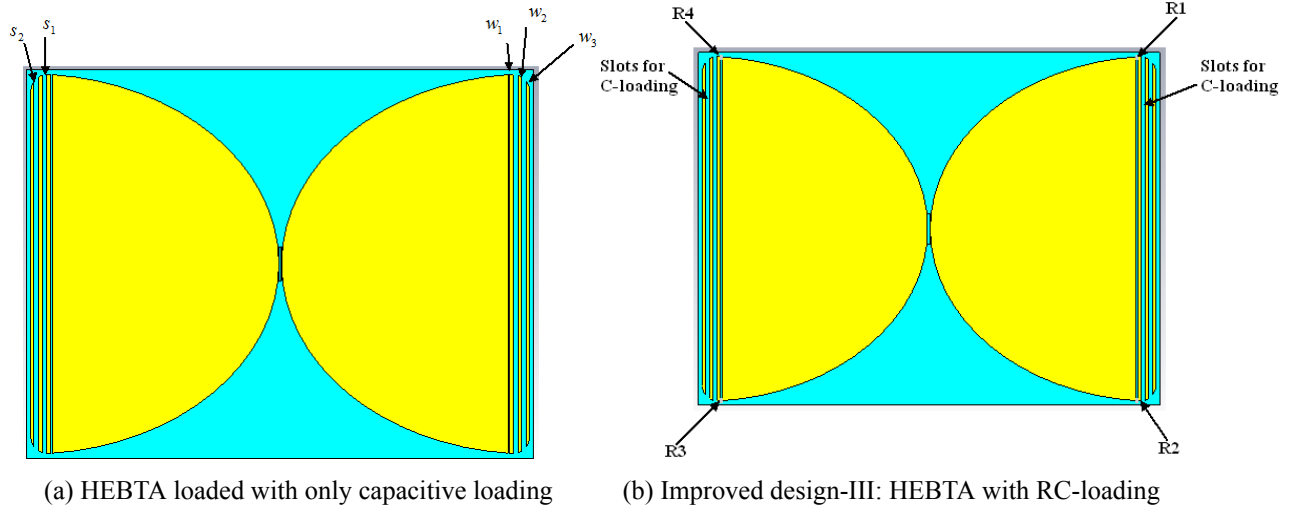 s2 s1 w1 w2 w3
R4 R1
Slots for
C-loading
Slots for
C-loading
R3 R2
(a) HEBTA loaded with only capacitive loading
(b) Improved design-III: HEBTA with RC-loading